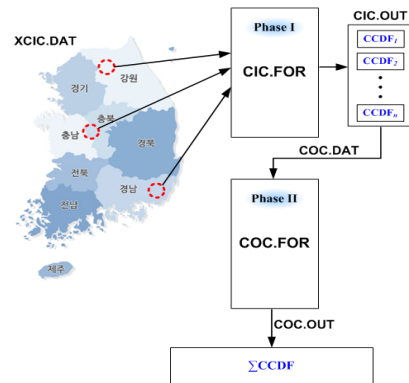 XCIC.DAT
강원
경기
충북
충남
경북
전북
경남
전남
제주
Phase I
CIC.FOR
CIC.OUT
CCDF1
CCDF2
CCDFn
COC.DAT
Phase II
COC.FOR
COC.OUT
∑CCDF